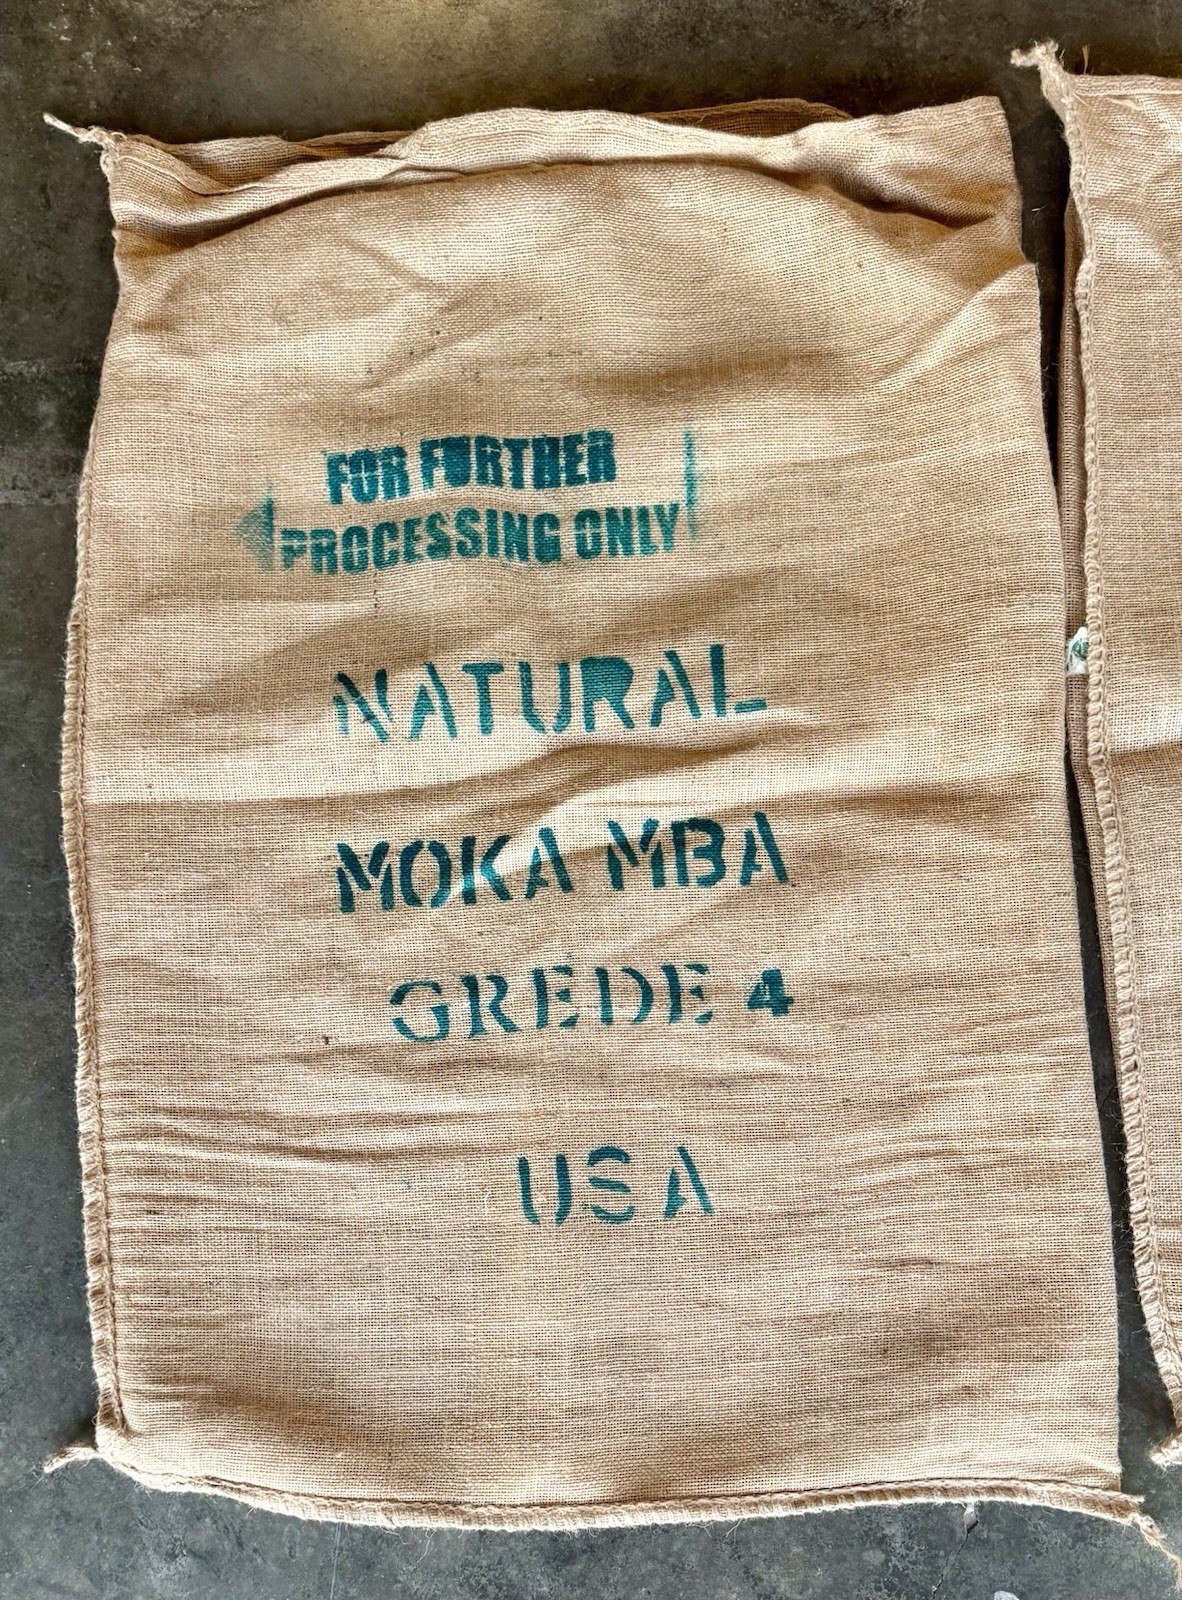 FOR FURTHER
PROCESSING ONLY
NATURAL
MOKA MBA
GREDE 4
USA